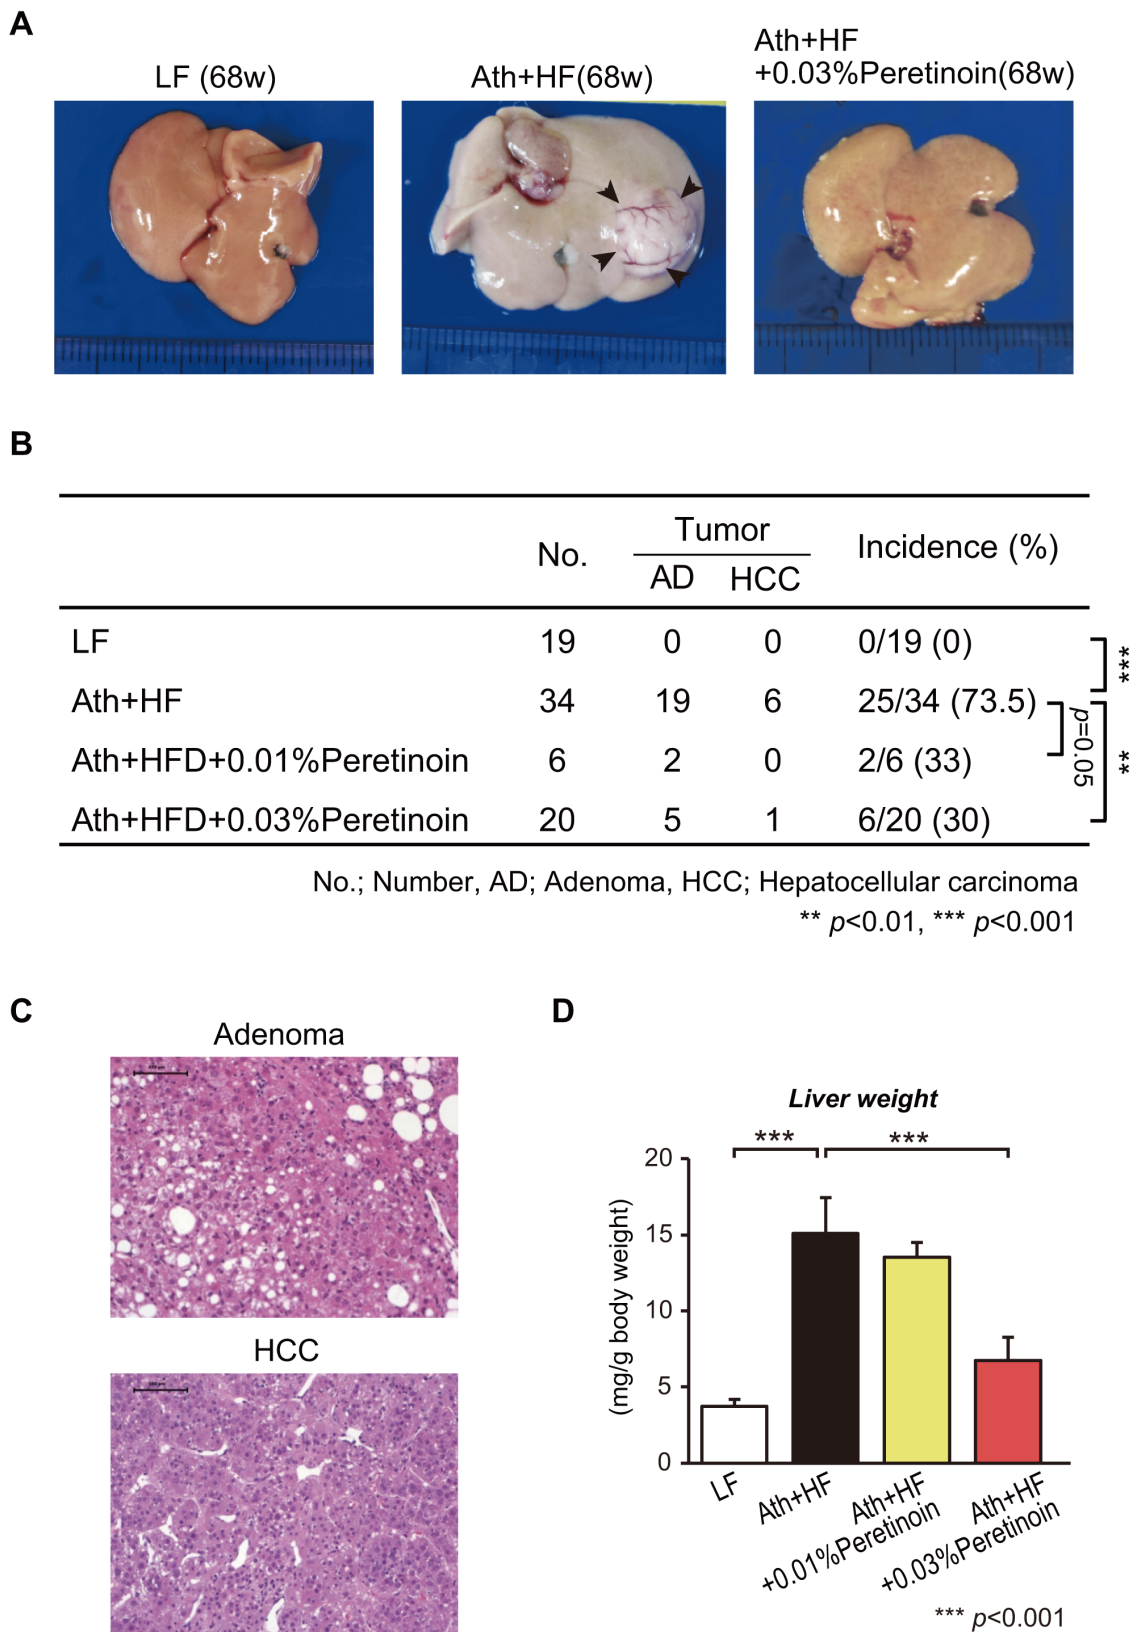 A
LF (68w)
Ath+HF(68w)
Ath+HF
+0.03%Peretinoin(68w)
B
No.
Tumor
AD
HCC
Incidence (%)
LF 19 0 0 0/19 (0)
Ath+HF 34 19 6 25/34 (73.5)
Ath+HFD+0.01%Peretinoin 6 2 0 2/6 (33)
Ath+HFD+0.03%Peretinoin 20 5 1 6/20 (30)
***
p=0.05
**
No.; Number, AD; Adenoma, HCC; Hepatocellular carcinoma
** p<0.01, *** p<0.001
C
Adenoma
HCC
D
Liver weight
*** ***
(mg/g body weight)
20
15
10
5
0
LF
Ath+HF
Ath+HF
+0.01%Peretinoin
Ath+HF
+0.03%Peretinoin
*** p<0.001